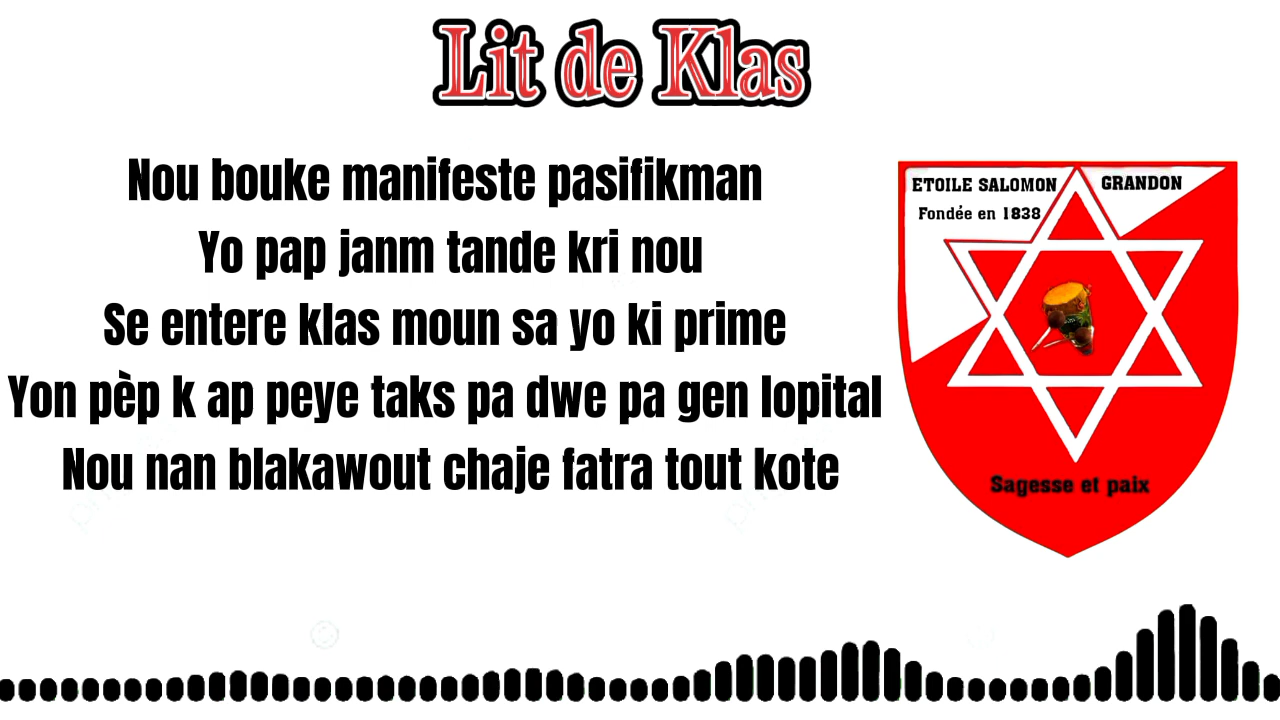 Lit de Klas
Nou bouke manifeste pasifikman
Yo pap janm tande kri nou
Se entere klas moun sa yo ki prime
Yon pèp k ap peye taks pa dwe pa gen lopital
Nou nan blakawout chaje fatra tout kote
ETOILE SALOMON GRANDON
Fondée en 1838
Sagesse et paix